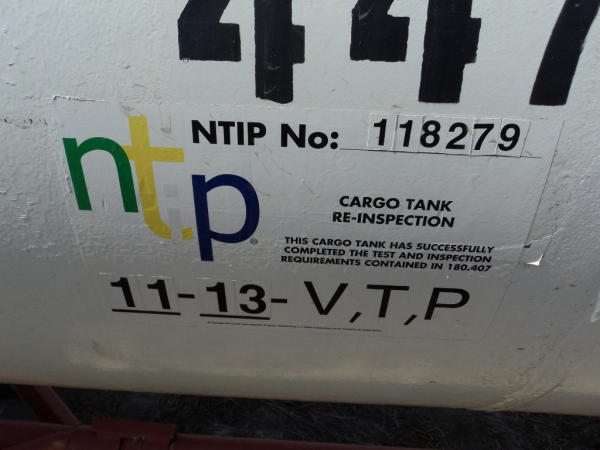 447
NTIP No: 118279
ntp®
CARGO TANK
RE-INSPECTION
THIS CARGO TANK HAS SUCCESSFULLY
COMPLETED THE TEST AND INSPECTION
REQUIREMENTS CONTAINED IN 180.407
11-13-V,T,P